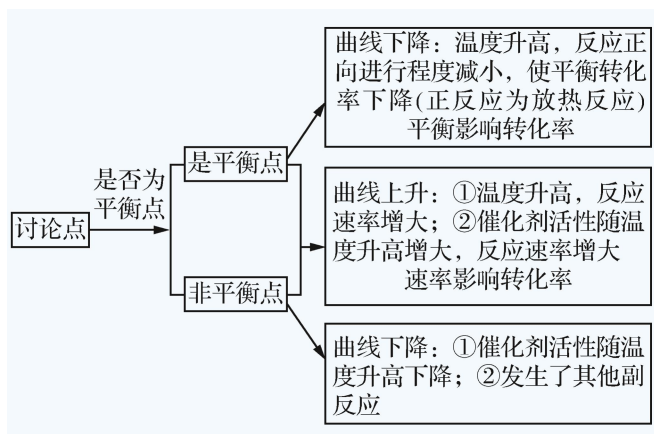 讨论点
是否为
平衡点
是平衡点
非平衡点
曲线下降：温度升高，反应正
向进行程度减小，使平衡转化
率下降(正反应为放热反应)
平衡影响转化率
曲线上升：①温度升高，反应
速率增大；②催化剂活性随温
度升高增大，反应速率增大
速率影响转化率
曲线下降：①催化剂活性随温
度升高下降；②发生了其他副
反应